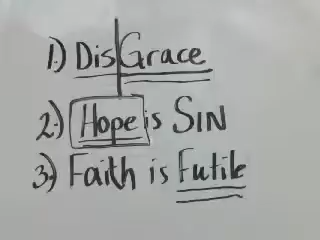 1) DisGrace
2.) Hope is SIN
3.) Faith is Futile